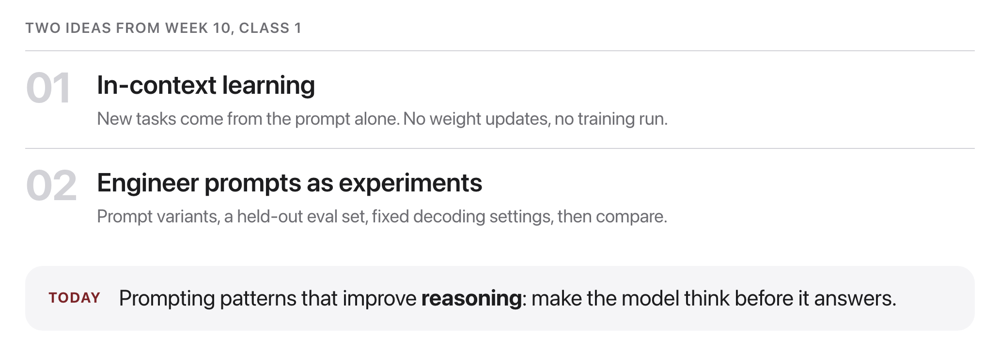 TWO IDEAS FROM WEEK 10, CLASS 1
01
In-context learning
New tasks come from the prompt alone. No weight updates, no training run.
02
Engineer prompts as experiments
Prompt variants, a held-out eval set, fixed decoding settings, then compare.
TODAY Prompting patterns that improve reasoning: make the model think before it answers.